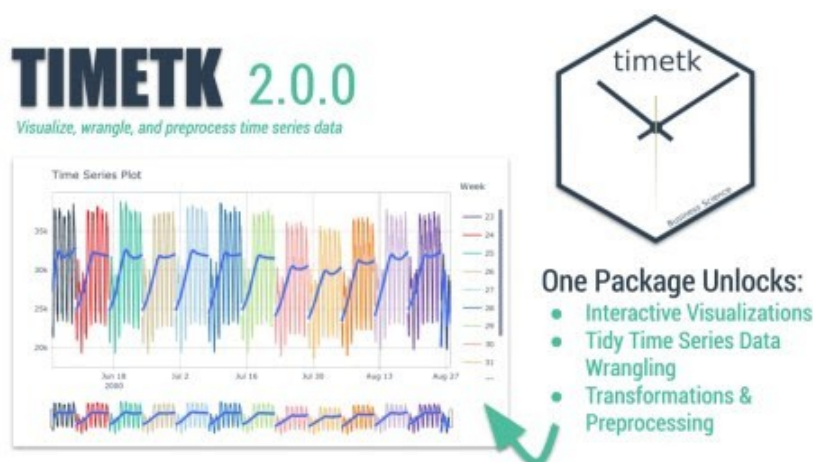 TIMETK 2.0.0
Visualize, wrangle, and preprocess time series data
timetk
Business Science
Time Series Plot
Week
23
24
25
26
27
28
29
30
31
...
35k
30k
25k
20k
Jun 18
2000
Jul 2
Jul 16
Jul 30
Aug 13
Aug 27
One Package Unlocks:
Interactive Visualizations
Tidy Time Series Data
Wrangling
Transformations &
Preprocessing